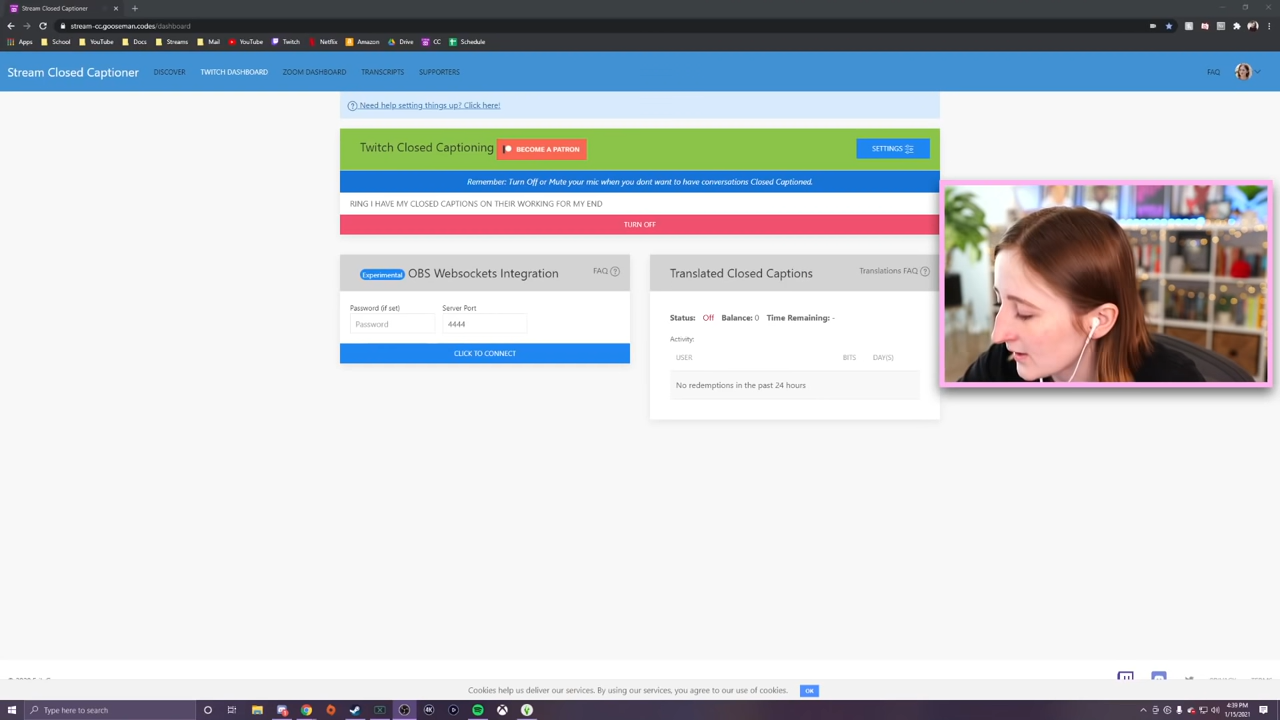 Stream Closed Captioner
stream-cc.gooseman.codes/dashboard
Apps School YouTube Docs Streams Mail YouTube Twitch Netflix Amazon Drive CC Schedule
Stream Closed Captioner DISCOVER TWITCH DASHBOARD ZOOM DASHBOARD TRANSCRIPTS SUPPORTERS FAQ
Need help setting things up? Click here!
Twitch Closed Captioning BECOME A PATRON SETTINGS
Remember: Turn Off or Mute your mic when you dont want to have conversations Closed Captioned.
RING I HAVE MY CLOSED CAPTIONS ON THEIR WORKING FOR MY END
TURN OFF
Experimental OBS Websockets Integration FAQ
Password (if set) Server Port
Password 4444
CLICK TO CONNECT
Translated Closed Captions Translations FAQ
Status: Off Balance: 0 Time Remaining: -
Activity:
USER BITS DAY(S)
No redemptions in the past 24 hours
Cookies help us deliver our services. By using our services, you agree to our use of cookies. OK
Type here to search
4:39 PM
1/15/2021